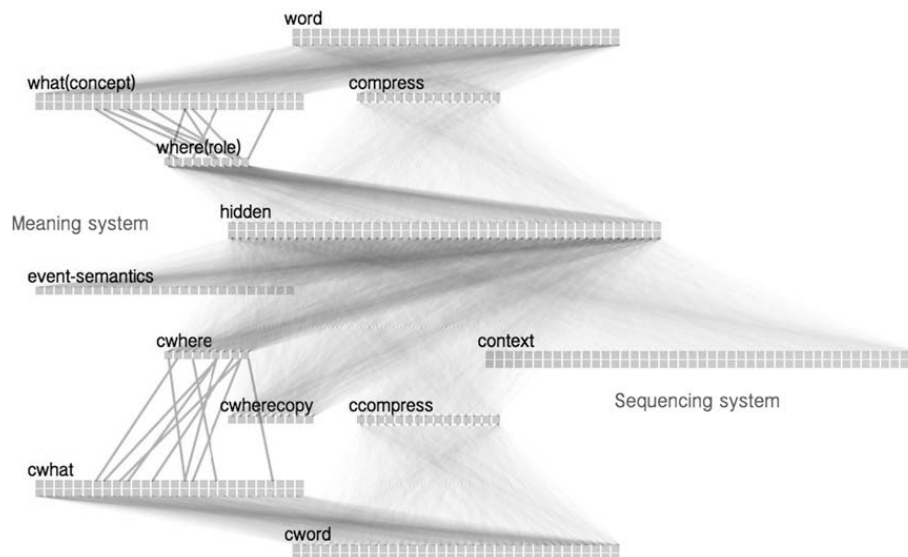 word
what(concept)
compress
where(role)
hidden
Meaning system
event-semantics
cwhere
context
cwherecopy
ccompress
Sequencing system
cwhat
cword